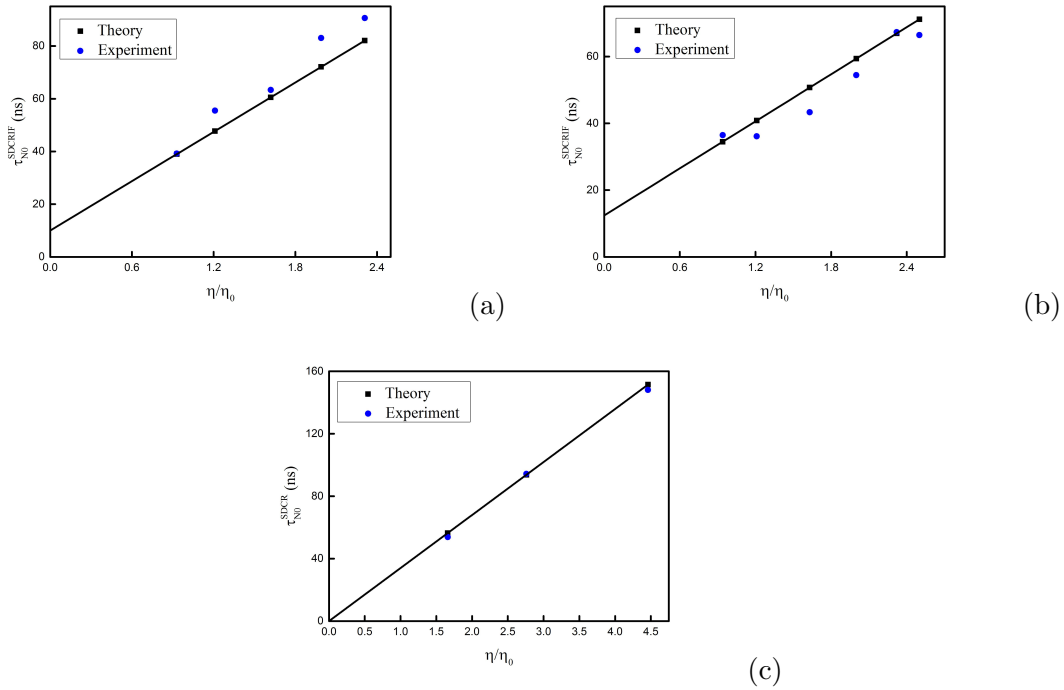 Theory
Experiment
80
60
40
20
0
τ_N0^SDCRIF (ns)
0.0 0.6 1.2 1.8 2.4
η/η₀
(a)
Theory
Experiment
60
40
20
0
τ_N0^SDCRIF (ns)
0.0 0.6 1.2 1.8 2.4
η/η₀
(b)
160
Theory
Experiment
120
80
40
0
τ_N0^SDCR (ns)
0.0 0.5 1.0 1.5 2.0 2.5 3.0 3.5 4.0 4.5
η/η₀
(c)